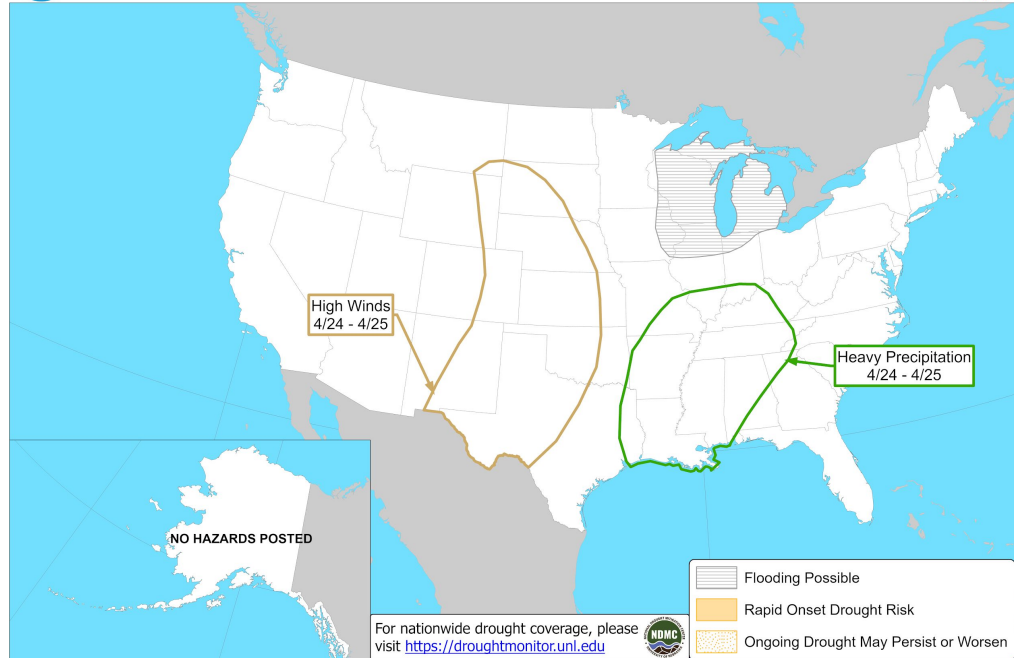 High Winds
4/24 - 4/25
Heavy Precipitation
4/24 - 4/25
NO HAZARDS POSTED
For nationwide drought coverage, please
visit https://droughtmonitor.unl.edu
NDMC
Flooding Possible
Rapid Onset Drought Risk
Ongoing Drought May Persist or Worsen